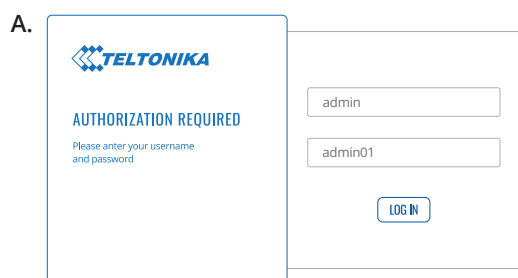 A.
TELTONIKA
AUTHORIZATION REQUIRED
Please anter your username
and password
admin
admin01
LOG IN